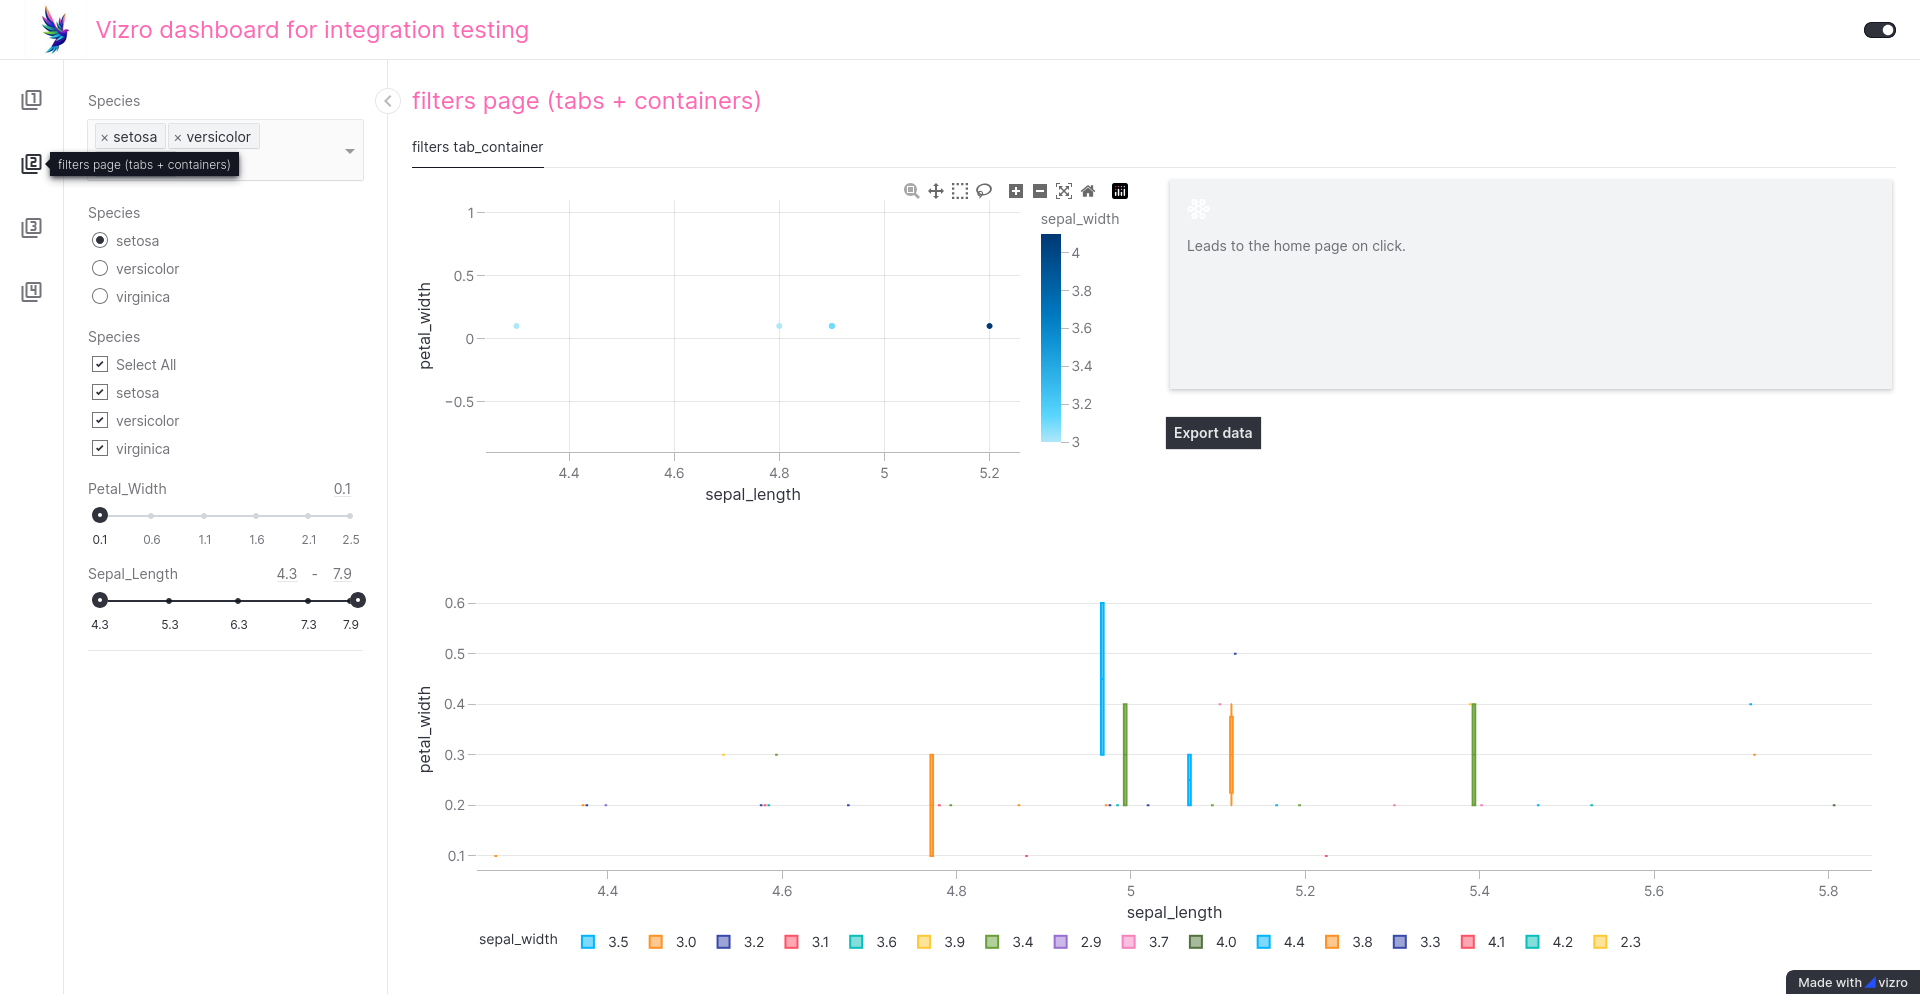 Vizro dashboard for integration testing
1
2
3
4
filters page (tabs + containers)
Species
× setosa × versicolor
Species
setosa
versicolor
virginica
Species
Select All
setosa
versicolor
virginica
Petal_Width 0.1
0.1 0.6 1.1 1.6 2.1 2.5
Sepal_Length 4.3 - 7.9
4.3 5.3 6.3 7.3 7.9
filters page (tabs + containers)
filters tab_container
petal_width
1
0.5
0
−0.5
4.4 4.6 4.8 5 5.2
sepal_length
sepal_width
4
3.8
3.6
3.4
3.2
3
Leads to the home page on click.
Export data
petal_width
0.6
0.5
0.4
0.3
0.2
0.1
4.4 4.6 4.8 5 5.2 5.4 5.6 5.8
sepal_length
sepal_width 3.5 3.0 3.2 3.1 3.6 3.9 3.4 2.9 3.7 4.0 4.4 3.8 3.3 4.1 4.2 2.3
Made with vizro